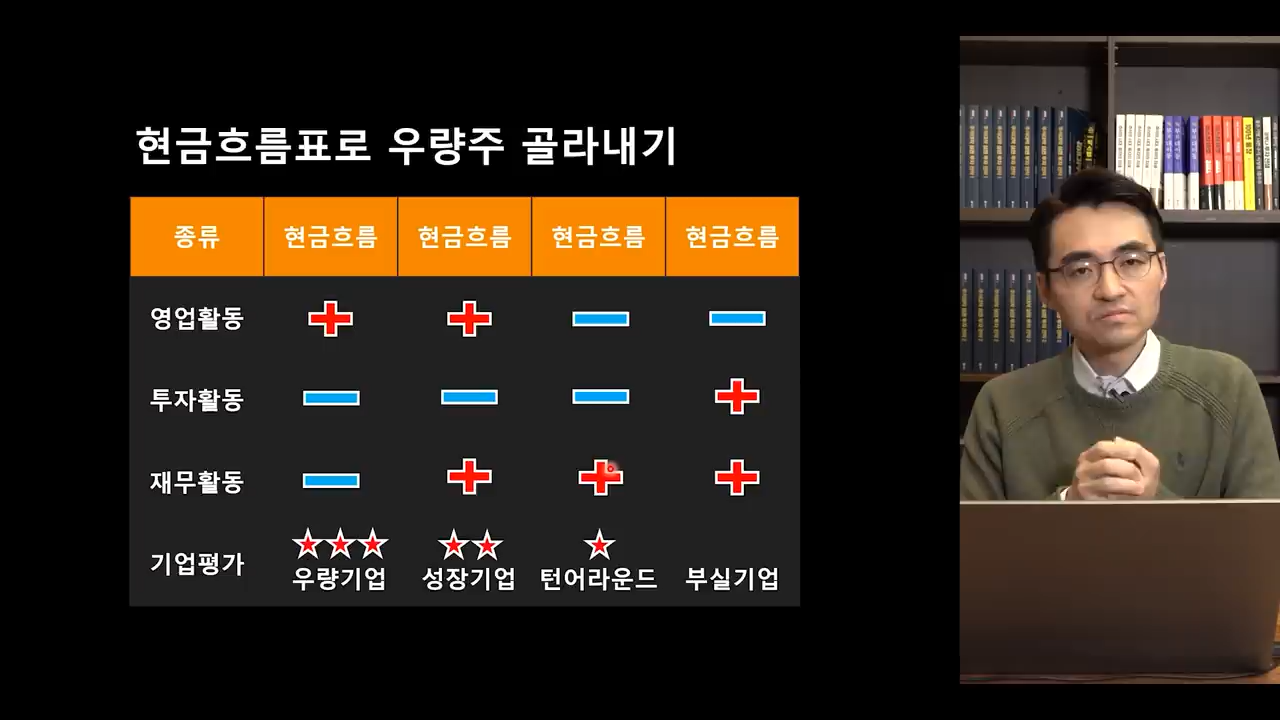 현금흐름표로 우량주 골라내기
종류 현금흐름 현금흐름 현금흐름 현금흐름
영업활동
투자활동
재무활동
기업평가
우량기업 성장기업 턴어라운드 부실기업